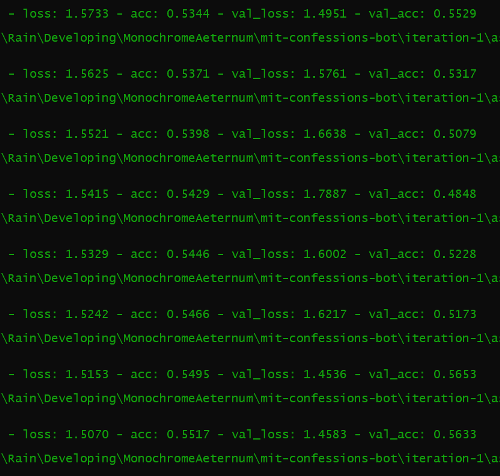 - loss: 1.5733 - acc: 0.5344 - val_loss: 1.4951 - val_acc: 0.5529
\Rain\Developing\MonochromeAeternum\mit-confessions-bot\iteration-1\as
- loss: 1.5625 - acc: 0.5371 - val_loss: 1.5761 - val_acc: 0.5317
\Rain\Developing\MonochromeAeternum\mit-confessions-bot\iteration-1\as
- loss: 1.5521 - acc: 0.5398 - val_loss: 1.6638 - val_acc: 0.5079
\Rain\Developing\MonochromeAeternum\mit-confessions-bot\iteration-1\as
- loss: 1.5415 - acc: 0.5429 - val_loss: 1.7887 - val_acc: 0.4848
\Rain\Developing\MonochromeAeternum\mit-confessions-bot\iteration-1\as
- loss: 1.5329 - acc: 0.5446 - val_loss: 1.6002 - val_acc: 0.5228
\Rain\Developing\MonochromeAeternum\mit-confessions-bot\iteration-1\as
- loss: 1.5242 - acc: 0.5466 - val_loss: 1.6217 - val_acc: 0.5173
\Rain\Developing\MonochromeAeternum\mit-confessions-bot\iteration-1\as
- loss: 1.5153 - acc: 0.5495 - val_loss: 1.4536 - val_acc: 0.5653
\Rain\Developing\MonochromeAeternum\mit-confessions-bot\iteration-1\as
- loss: 1.5070 - acc: 0.5517 - val_loss: 1.4583 - val_acc: 0.5633
\Rain\Developing\MonochromeAeternum\mit-confessions-bot\iteration-1\as